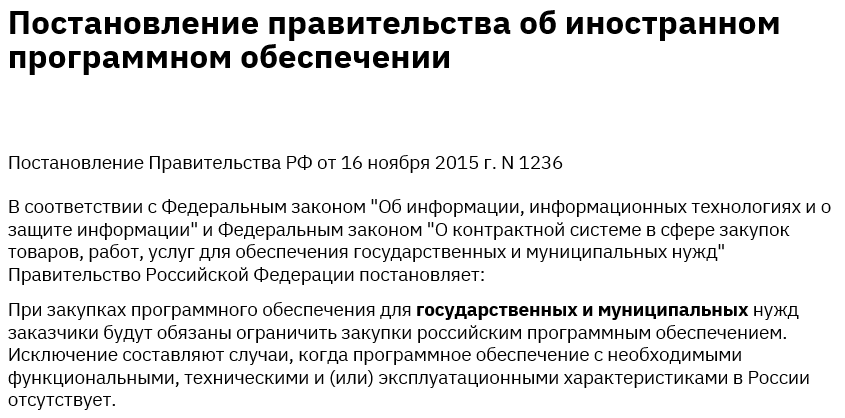 Постановление правительства об иностранном
программном обеспечении
Постановление Правительства РФ от 16 ноября 2015 г. N 1236
В соответствии с Федеральным законом "Об информации, информационных технологиях и о
защите информации" и Федеральным законом "О контрактной системе в сфере закупок
товаров, работ, услуг для обеспечения государственных и муниципальных нужд"
Правительство Российской Федерации постановляет:
При закупках программного обеспечения для государственных и муниципальных нужд
заказчики будут обязаны ограничить закупки российским программным обеспечением.
Исключение составляют случаи, когда программное обеспечение с необходимыми
функциональными, техническими и (или) эксплуатационными характеристиками в России
отсутствует.